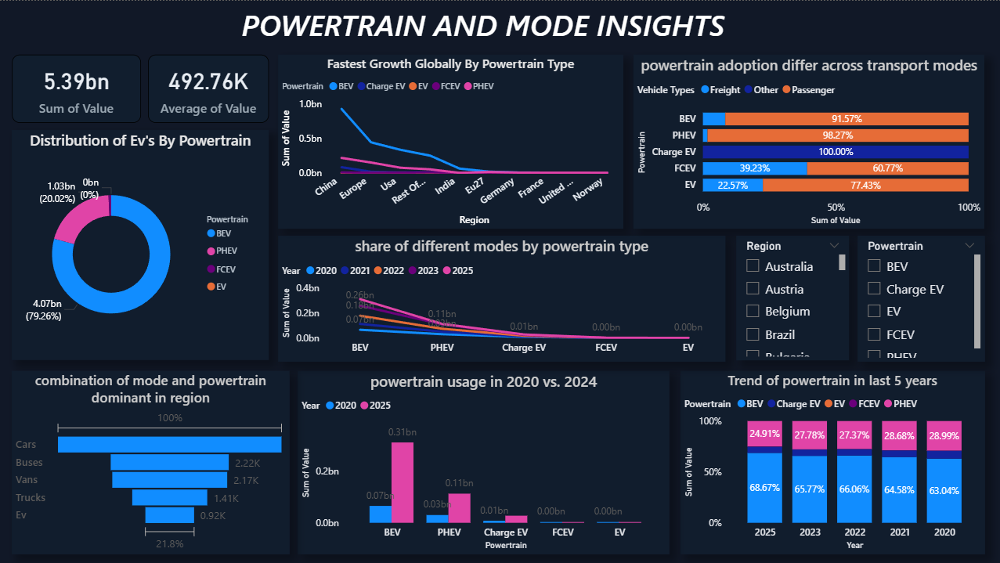 POWERTRAIN AND MODE INSIGHTS
5.39bn
Sum of Value
492.76K
Average of Value
Distribution of Ev's By Powertrain
0bn
(0%)
1.03bn
(20.02%)
4.07bn
(79.26%)
Powertrain
BEV
PHEV
FCEV
EV
Fastest Growth Globally By Powertrain Type
Powertrain BEV Charge EV EV FCEV PHEV
Sum of Value
1.0bn
0.5bn
0.0bn
China Europe Usa Rest Of... India Eu27 Germany France United ... Norway
Region
powertrain adoption differ across transport modes
Vehicle Types Freight Other Passenger
Powertrain
BEV 91.57%
PHEV 98.27%
Charge EV 100.00%
FCEV 39.23% 60.77%
EV 22.57% 77.43%
0% 50% 100%
Sum of Value
share of different modes by powertrain type
Year 2020 2021 2022 2023 2025
Sum of Value
0.4bn
0.2bn
0.0bn
0.26bn
0.18bn
0.07bn
0.11bn
0.03bn
0.01bn
0.00bn
0.00bn
BEV PHEV Charge EV FCEV EV
Region
Australia
Austria
Belgium
Brazil
Bulgaria
Powertrain
BEV
Charge EV
EV
FCEV
PHEV
combination of mode and powertrain
dominant in region
100%
Cars
Buses 2.22K
Vans 2.17K
Trucks 1.41K
Ev 0.92K
21.8%
powertrain usage in 2020 vs. 2024
Year 2020 2025
Sum of Value
0.2bn
0.0bn
0.07bn 0.31bn
0.03bn 0.11bn
0.01bn
0.00bn
0.00bn
BEV PHEV Charge EV FCEV EV
Powertrain
Trend of powertrain in last 5 years
Powertrain BEV Charge EV EV FCEV PHEV
Sum of Value
100%
50%
0%
24.91% 27.78% 27.37% 28.68% 28.99%
68.67% 65.77% 66.06% 64.58% 63.04%
2025 2023 2022 2021 2020
Year